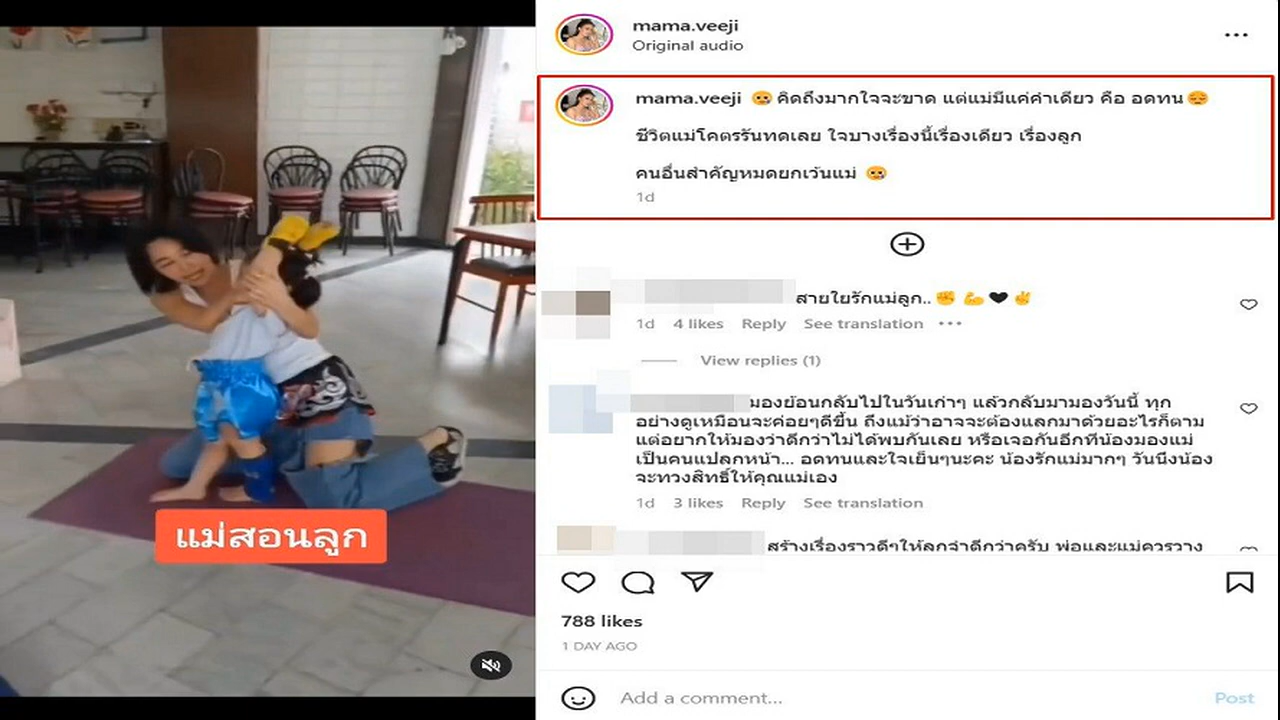 แม่สอนลูก
mama.veeji
Original audio
mama.veeji 🥺 คิดถึงมากใจจะขาด แต่แม่มีแค่คำเดียว คือ อดทน😔
ชีวิตแม่โคตรรันทดเลย ใจบางเรื่องนี้เรื่องเดียว เรื่องลูก
คนอื่นสำคัญหมดยกเว้นแม่ 🥺
1d
สายใยรักแม่ลูก.. ✊ 💪 🖤 ✌️
1d 4 likes Reply See translation •••
View replies (1)
มองย้อนกลับไปในวันเก่าๆ แล้วกลับมามองวันนี้ ทุก
อย่างดูเหมือนจะค่อยๆดีขึ้น ถึงแม้ว่าอาจจะต้องแลกมาด้วยอะไรก็ตาม
แต่อยากให้มองว่าดีกว่าไม่ได้พบกันเลย หรือเจอกันอีกทีน้องมองแม่
เป็นคนแปลกหน้า... อดทนและใจเย็นๆนะคะ น้องรักแม่มากๆ วันนึงน้อง
จะทวงสิทธิ์ให้คุณแม่เอง
1d 3 likes Reply See translation
สร้างเรื่องราวดีๆให้ลูกจำดีกว่าครับ พ่อและแม่ควรวาง
788 likes
1 DAY AGO
Add a comment... Post